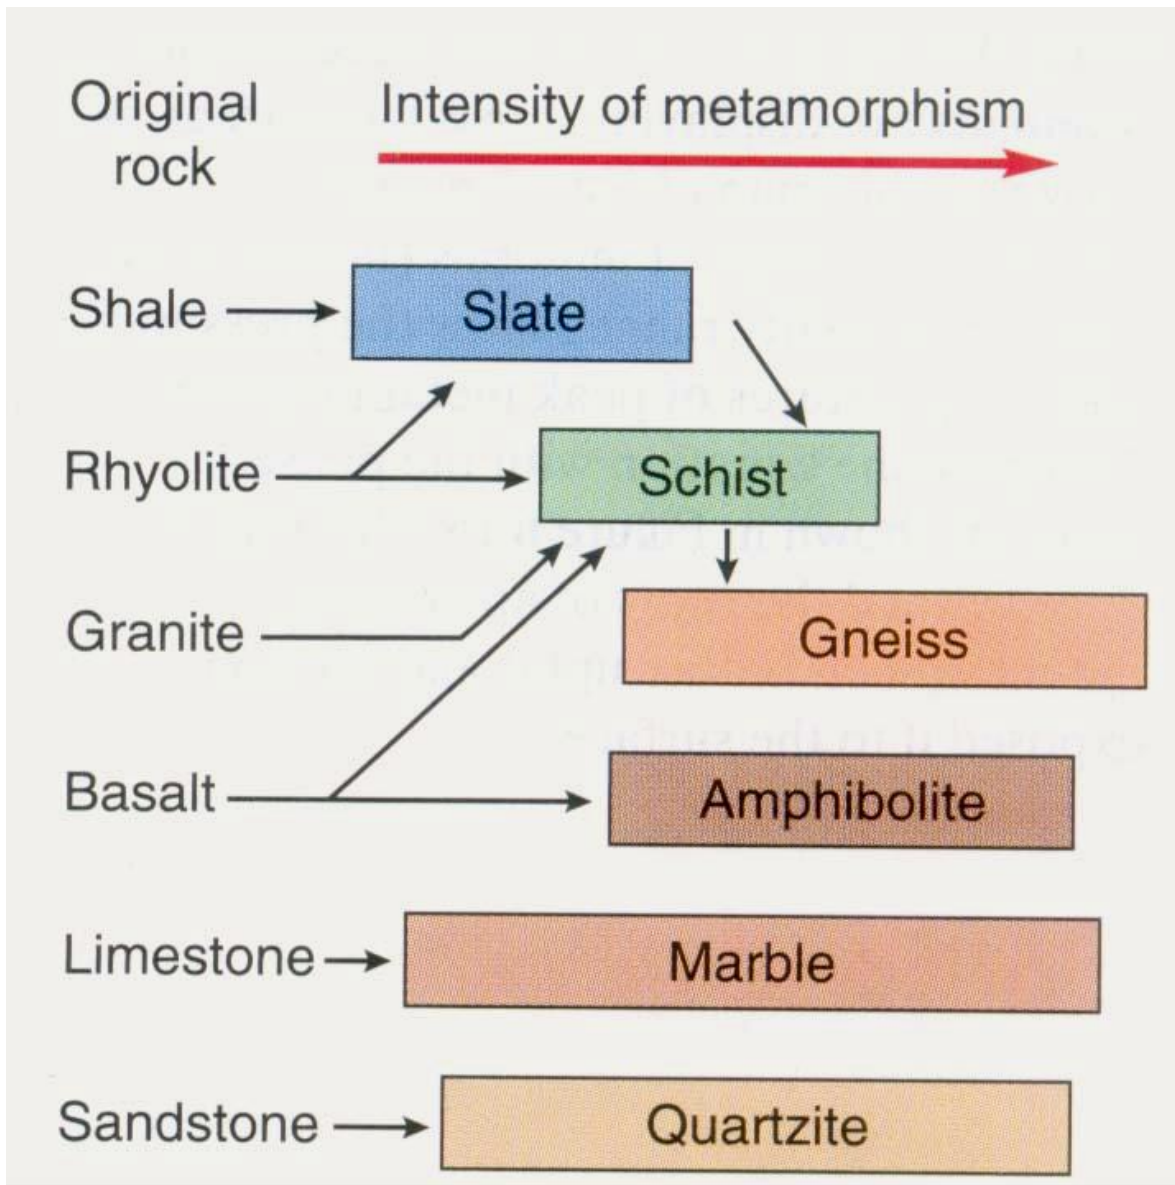 Original
rock
Intensity of metamorphism
Shale
Slate
Rhyolite
Schist
Granite
Gneiss
Basalt
Amphibolite
Limestone
Marble
Sandstone
Quartzite